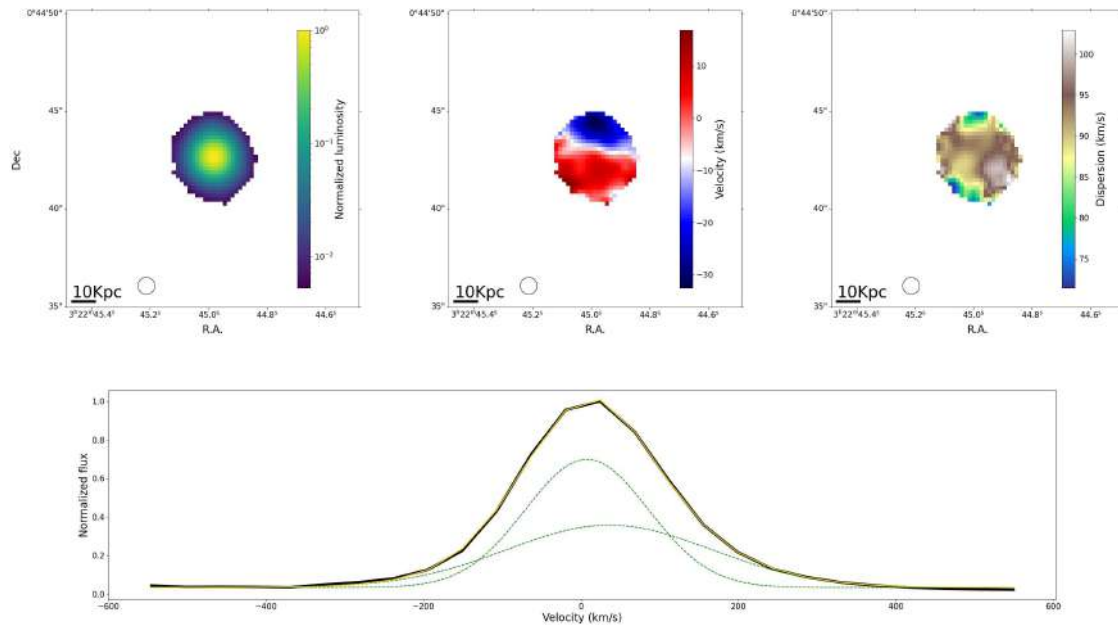 0°44'50"
45"
40"
35"
Dec
10Kpc
3ʰ22ᵐ45.4ˢ
45.2ˢ
45.0ˢ
44.8ˢ
44.6ˢ
R.A.
10⁰
10⁻¹
10⁻²
Normalized luminosity
0°44'50"
45"
40"
35"
10Kpc
3ʰ22ᵐ45.4ˢ
45.2ˢ
45.0ˢ
44.8ˢ
44.6ˢ
R.A.
10
0
−10
−20
−30
Velocity (km/s)
0°44'50"
45"
40"
35"
10Kpc
3ʰ22ᵐ45.4ˢ
45.2ˢ
45.0ˢ
44.8ˢ
44.6ˢ
R.A.
100
95
90
85
80
75
Dispersion (km/s)
1.0
0.8
0.6
0.4
0.2
0.0
Normalized flux
−600
−400
−200
0
200
400
600
Velocity (km/s)